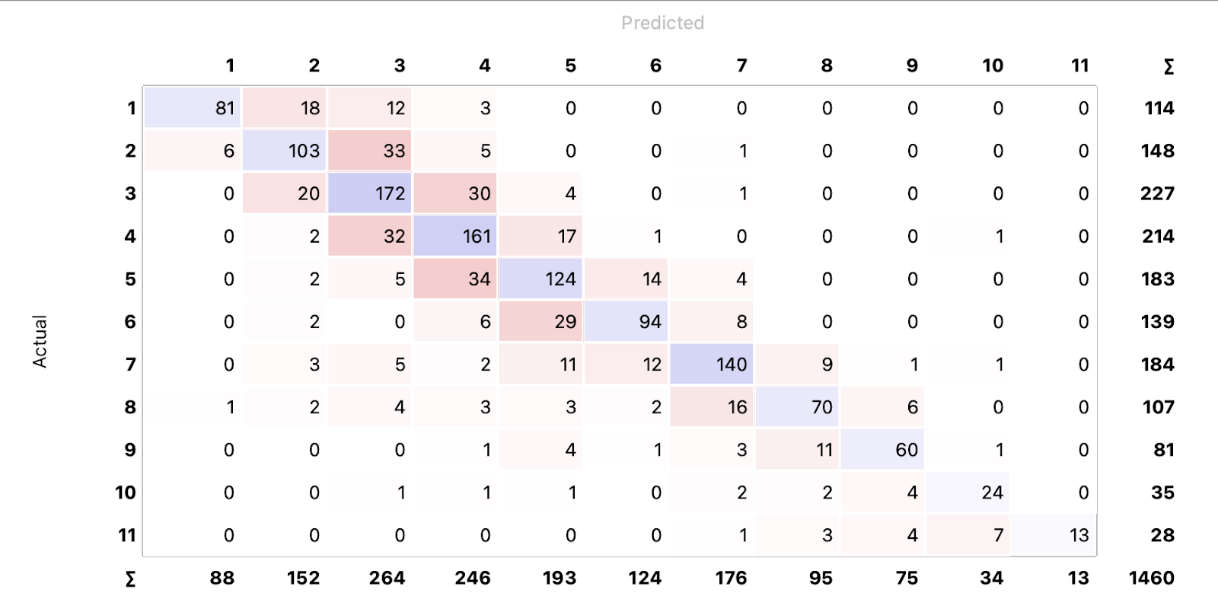 Predicted
1 2 3 4 5 6 7 8 9 10 11 Σ
1 81 18 12 3 0 0 0 0 0 0 0 114
2 6 103 33 5 0 0 1 0 0 0 0 148
3 0 20 172 30 4 0 1 0 0 0 0 227
4 0 2 32 161 17 1 0 0 0 1 0 214
5 0 2 5 34 124 14 4 0 0 0 0 183
6 0 2 0 6 29 94 8 0 0 0 0 139
Actual
7 0 3 5 2 11 12 140 9 1 1 0 184
8 1 2 4 3 3 2 16 70 6 0 0 107
9 0 0 0 1 4 1 3 11 60 1 0 81
10 0 0 1 1 1 0 2 2 4 24 0 35
11 0 0 0 0 0 0 1 3 4 7 13 28
Σ 88 152 264 246 193 124 176 95 75 34 13 1460